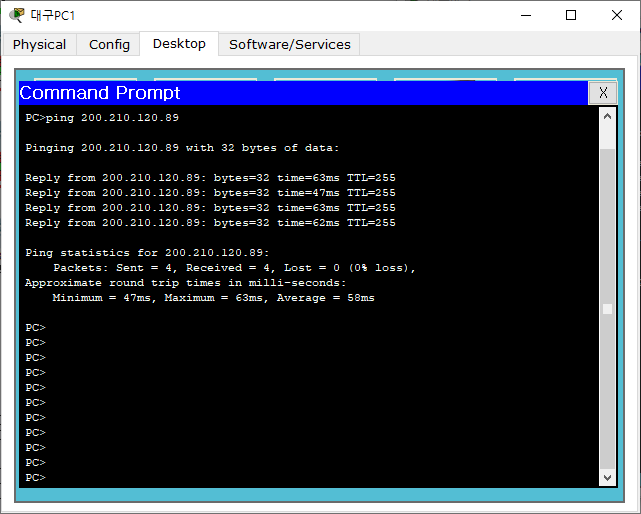 대구PC1
Physical Config Desktop Software/Services
Command Prompt X
PC>ping 200.210.120.89
Pinging 200.210.120.89 with 32 bytes of data:
Reply from 200.210.120.89: bytes=32 time=63ms TTL=255
Reply from 200.210.120.89: bytes=32 time=47ms TTL=255
Reply from 200.210.120.89: bytes=32 time=63ms TTL=255
Reply from 200.210.120.89: bytes=32 time=62ms TTL=255
Ping statistics for 200.210.120.89:
Packets: Sent = 4, Received = 4, Lost = 0 (0% loss),
Approximate round trip times in milli-seconds:
Minimum = 47ms, Maximum = 63ms, Average = 58ms
PC>
PC>
PC>
PC>
PC>
PC>
PC>
PC>
PC>
PC>
PC>